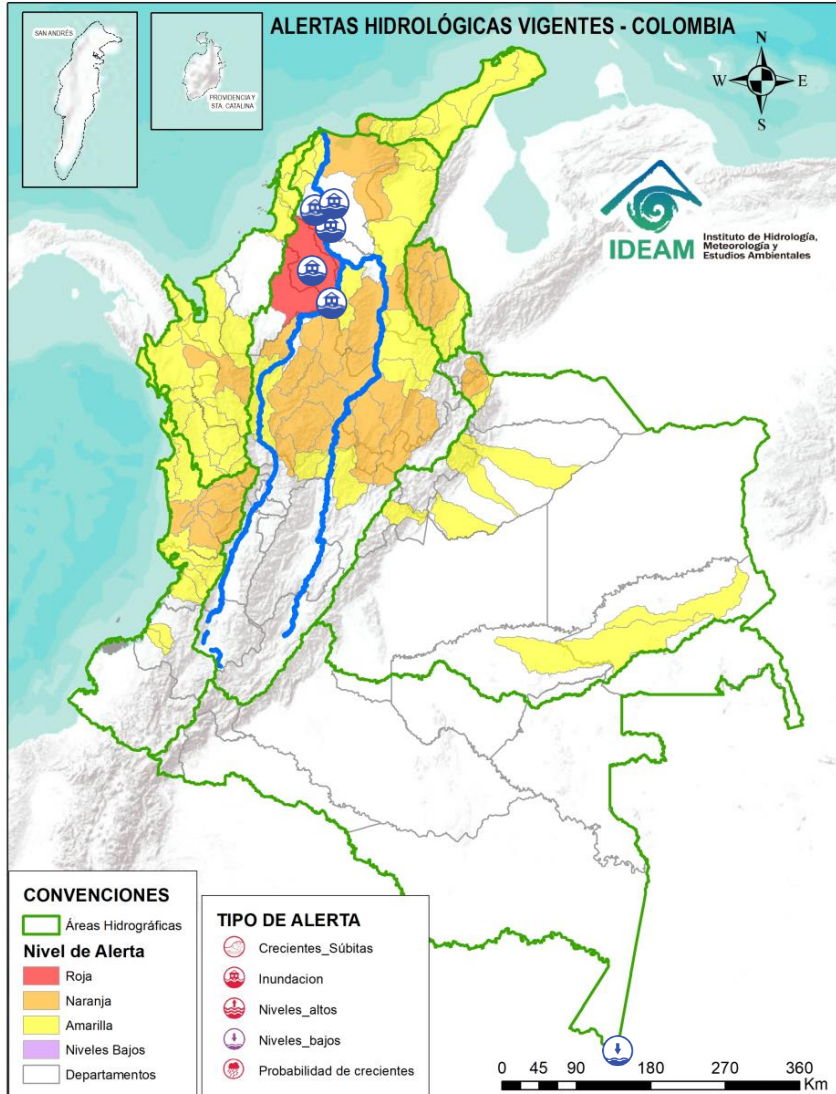 ALERTAS HIDROLÓGICAS VIGENTES - COLOMBIA
SAN ANDRÉS
PROVIDENCIA Y
STA. CATALINA
N
W
E
S
IDEAM
Instituto de Hidrología,
Meteorología y
Estudios Ambientales
CONVENCIONES
Áreas Hidrográficas
Nivel de Alerta
Roja
Naranja
Amarilla
Niveles Bajos
Departamentos
TIPO DE ALERTA
Crecientes_Súbitas
Inundacion
Niveles_altos
Niveles_bajos
Probabilidad de crecientes
0 45 90 180 270 360
Km